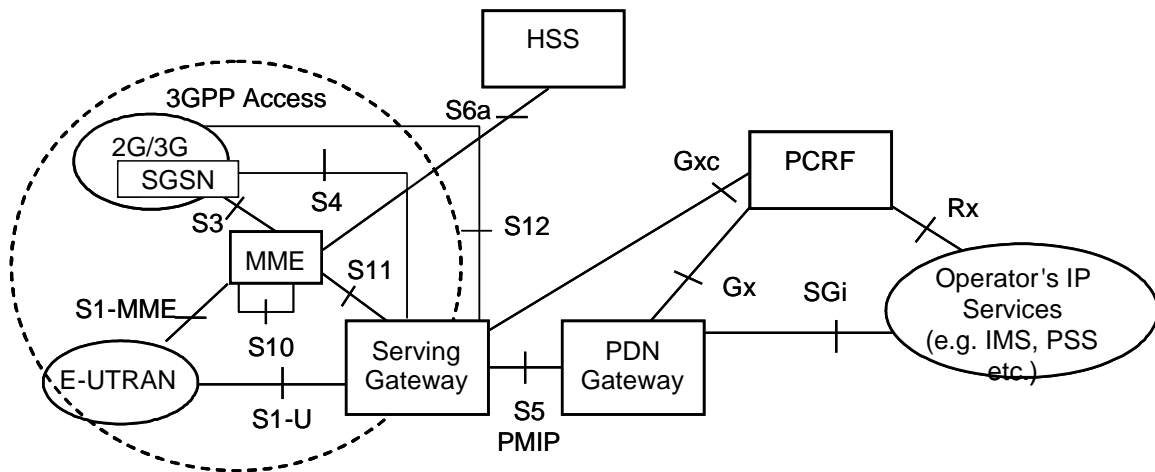 HSS
3GPP Access
S6a
2G/3G
SGSN
Gxc
PCRF
S4
S3
S12
Rx
MME
S11
Gx
SGi
Operator's IP
Services
(e.g. IMS, PSS
etc.)
S1-MME
S10
Serving
Gateway
PDN
Gateway
E-UTRAN
S1-U
S5
PMIP